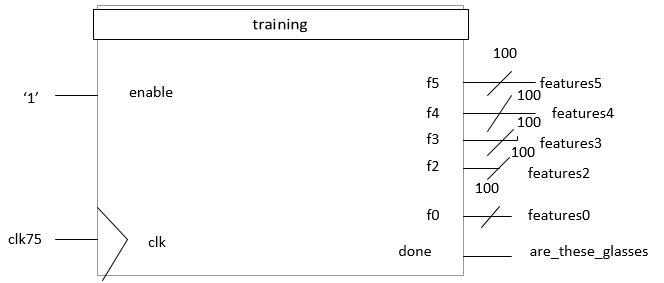 training
100
f5 features5
‘1’ enable 100
f4 features4
100
f3 features3
100
f2 features2
100
f0 features0
clk75 clk
done are_these_glasses